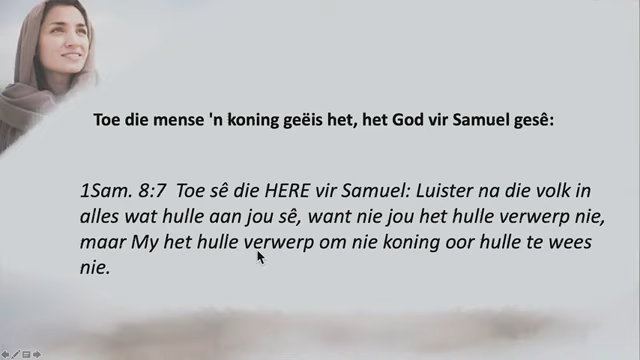 Toe die mense 'n koning geëis het, het God vir Samuel gesê:
1Sam. 8:7 Toe sê die HERE vir Samuel: Luister na die volk in
alles wat hulle aan jou sê, want nie jou het hulle verwerp nie,
maar My het hulle verwerp om nie koning oor hulle te wees
nie.